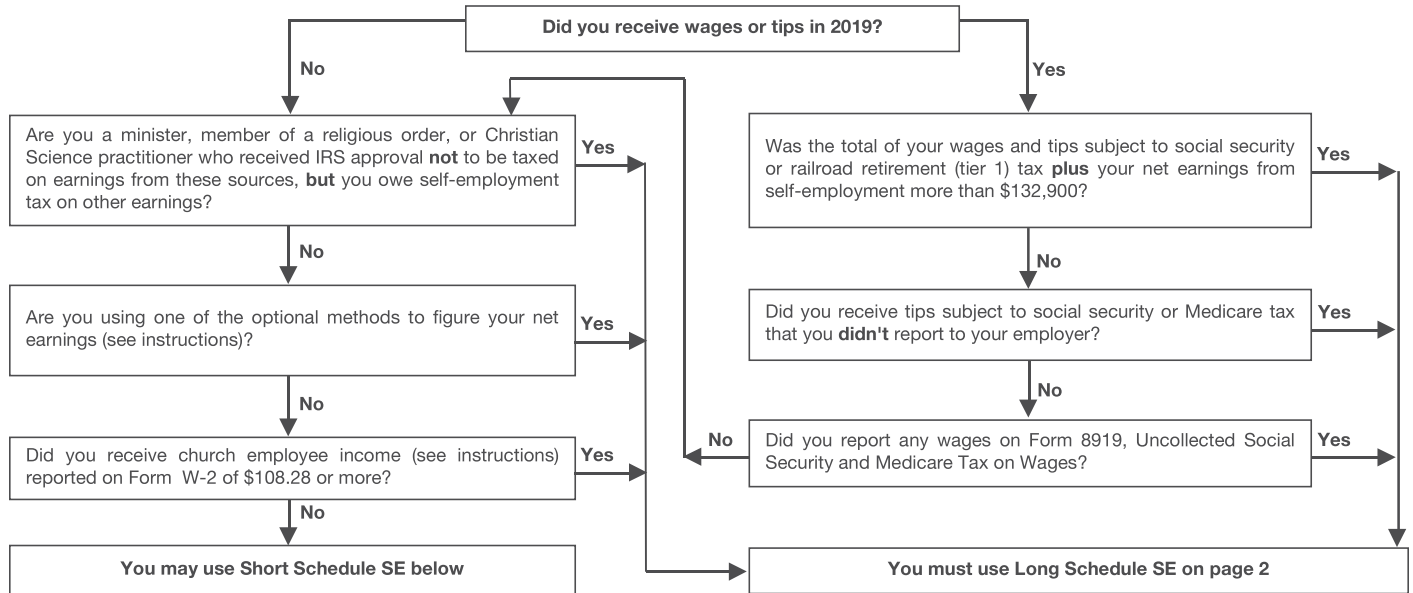 Did you receive wages or tips in 2019?
No
Yes
Are you a minister, member of a religious order, or Christian
Science practitioner who received IRS approval not to be taxed
on earnings from these sources, but you owe self-employment
tax on other earnings?
Yes
No
Are you using one of the optional methods to figure your net
earnings (see instructions)?
Yes
No
Did you receive church employee income (see instructions)
reported on Form W-2 of $108.28 or more?
Yes
No
You may use Short Schedule SE below
Was the total of your wages and tips subject to social security
or railroad retirement (tier 1) tax plus your net earnings from
self-employment more than $132,900?
Yes
No
Did you receive tips subject to social security or Medicare tax
that you didn't report to your employer?
Yes
No
Did you report any wages on Form 8919, Uncollected Social
Security and Medicare Tax on Wages?
No
Yes
You must use Long Schedule SE on page 2